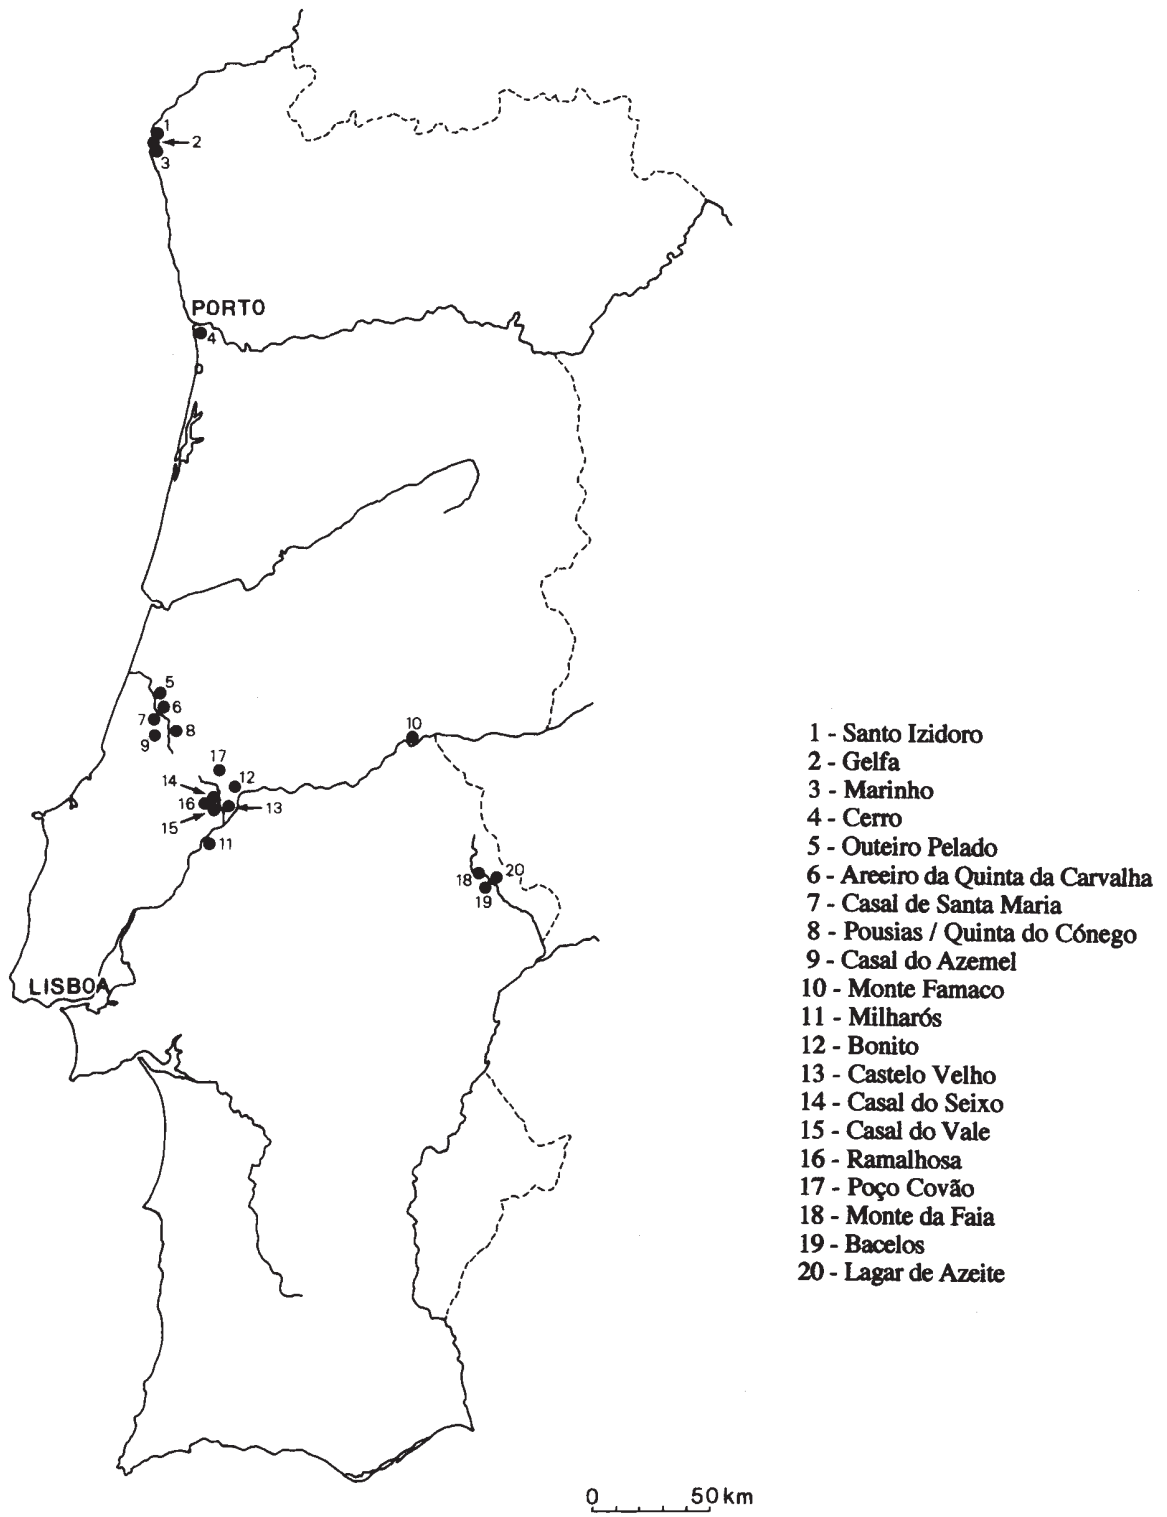 1
2
3
PORTO
4
5
6
7
8
9
10
17
14
12
16
13
15
11
18
20
19
LISBOA
1 - Santo Izidoro
2 - Gelfa
3 - Marinho
4 - Cerro
5 - Outeiro Pelado
6 - Areeiro da Quinta da Carvalha
7 - Casal de Santa Maria
8 - Pousias / Quinta do Cónego
9 - Casal do Azemel
10 - Monte Famaco
11 - Milharós
12 - Bonito
13 - Castelo Velho
14 - Casal do Seixo
15 - Casal do Vale
16 - Ramalhosa
17 - Poço Covão
18 - Monte da Faia
19 - Bacelos
20 - Lagar de Azeite
0 50 km